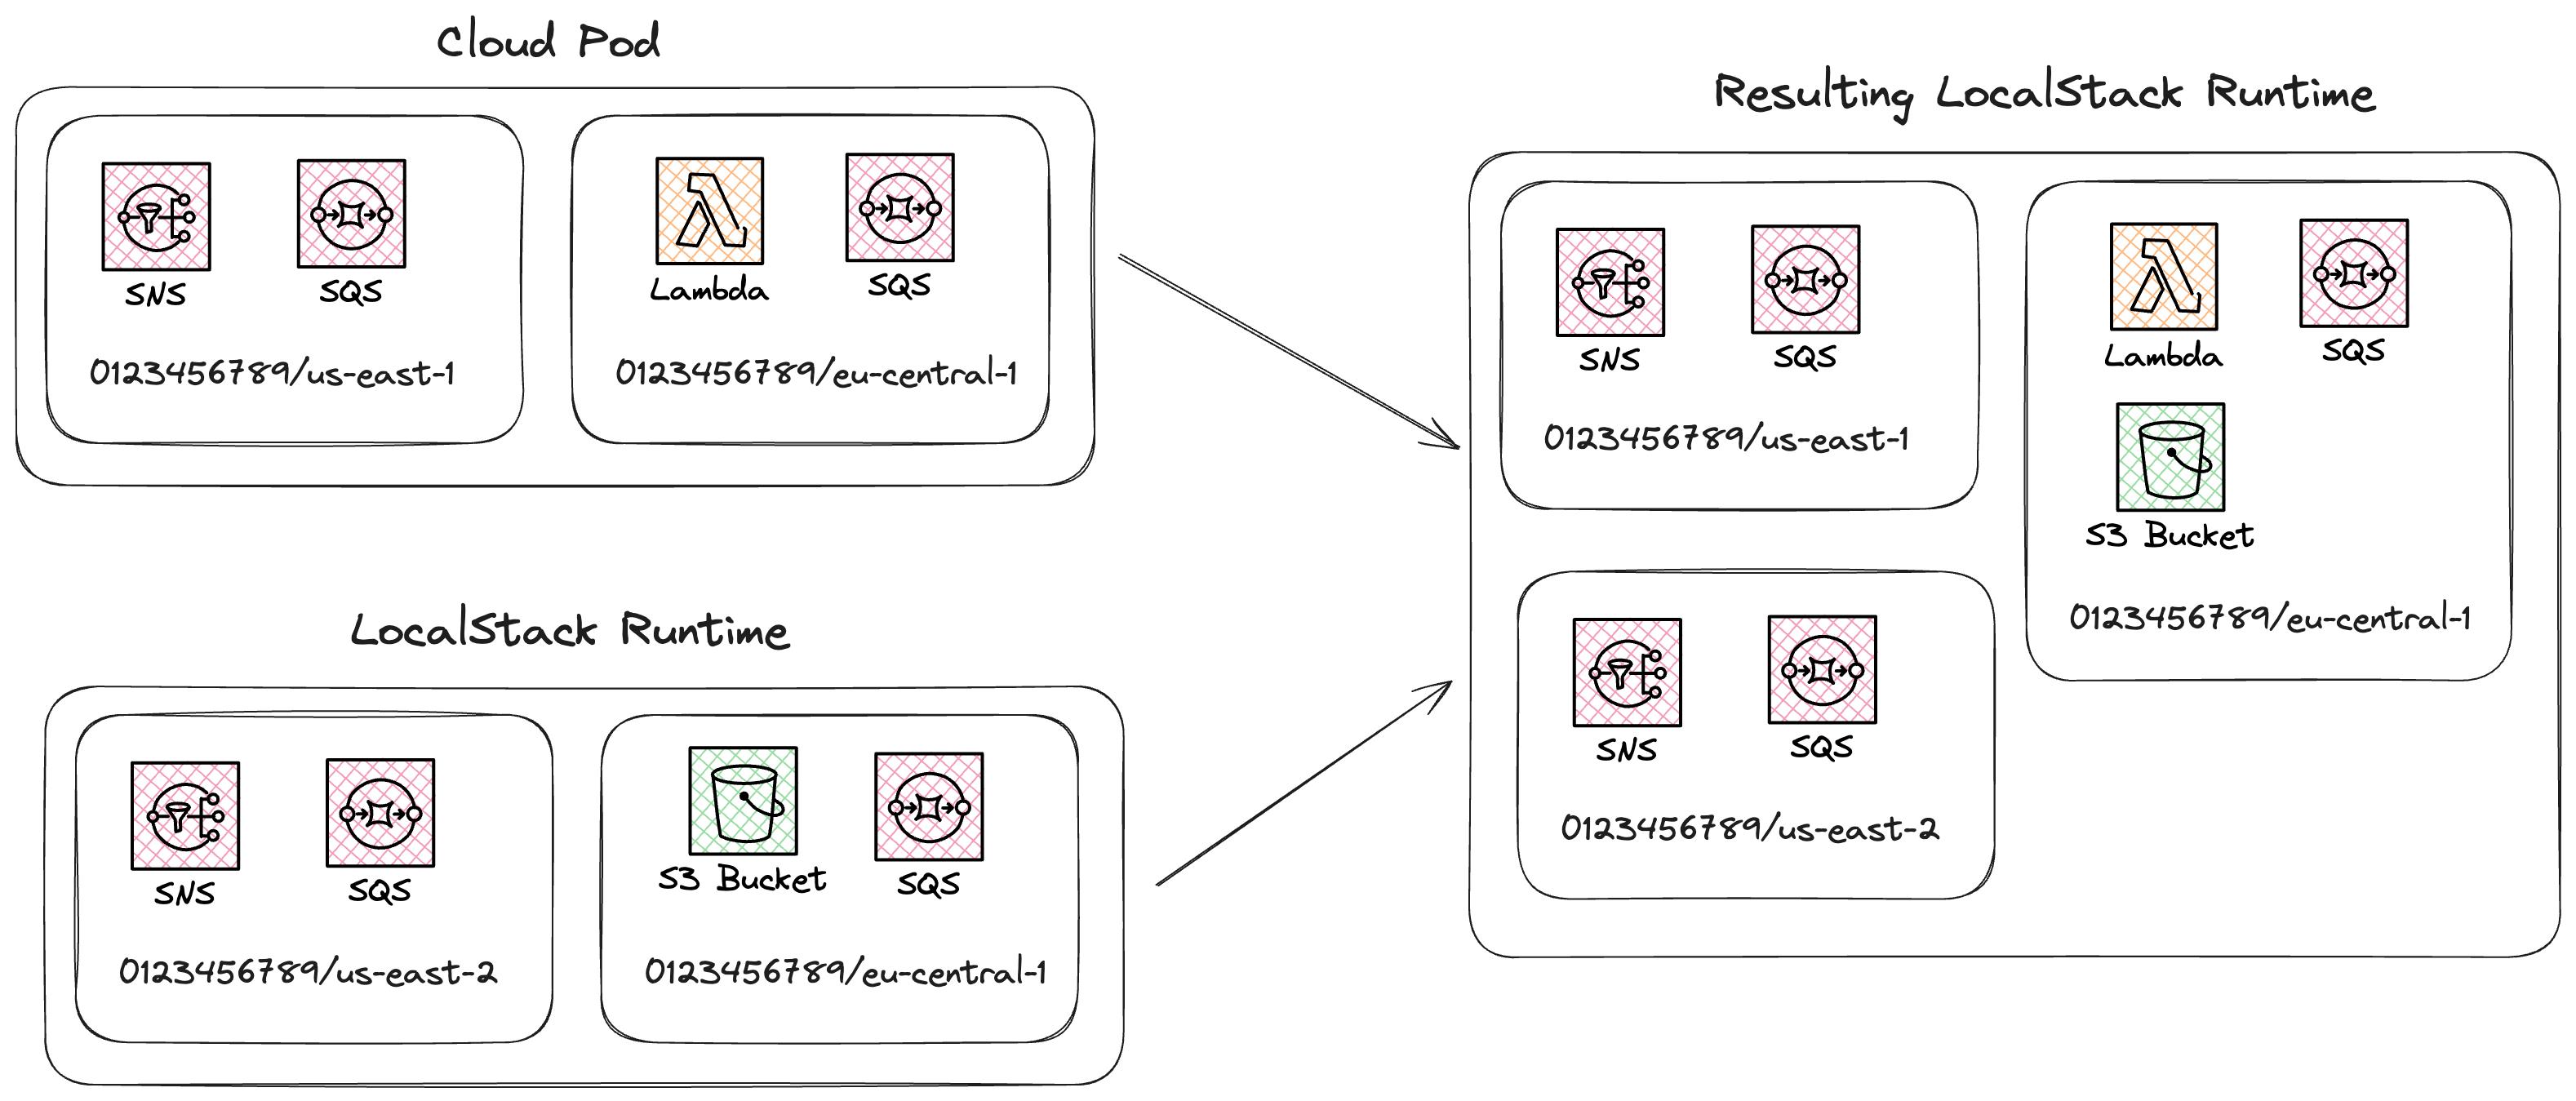 Cloud Pod
SNS
SQS
0123456789/us-east-1
Lambda
SQS
0123456789/eu-central-1
LocalStack Runtime
SNS
SQS
0123456789/us-east-2
S3 Bucket
SQS
0123456789/eu-central-1
Resulting LocalStack Runtime
SNS
SQS
0123456789/us-east-1
Lambda
SQS
S3 Bucket
0123456789/eu-central-1
SNS
SQS
0123456789/us-east-2